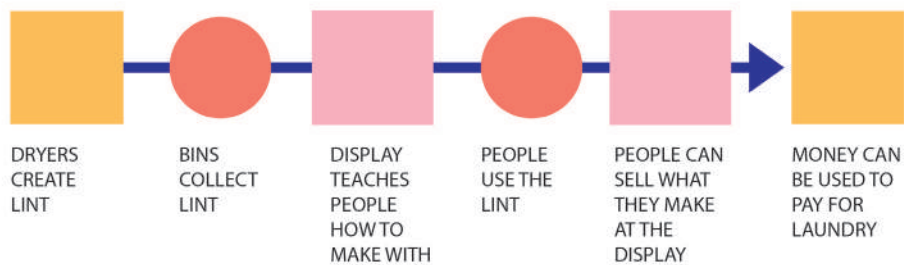 DRYERS
CREATE
LINT
BINS
COLLECT
LINT
DISPLAY
TEACHES
PEOPLE
HOW TO
MAKE WITH
PEOPLE
USE THE
LINT
PEOPLE CAN
SELL WHAT
THEY MAKE
AT THE
DISPLAY
MONEY CAN
BE USED TO
PAY FOR
LAUNDRY